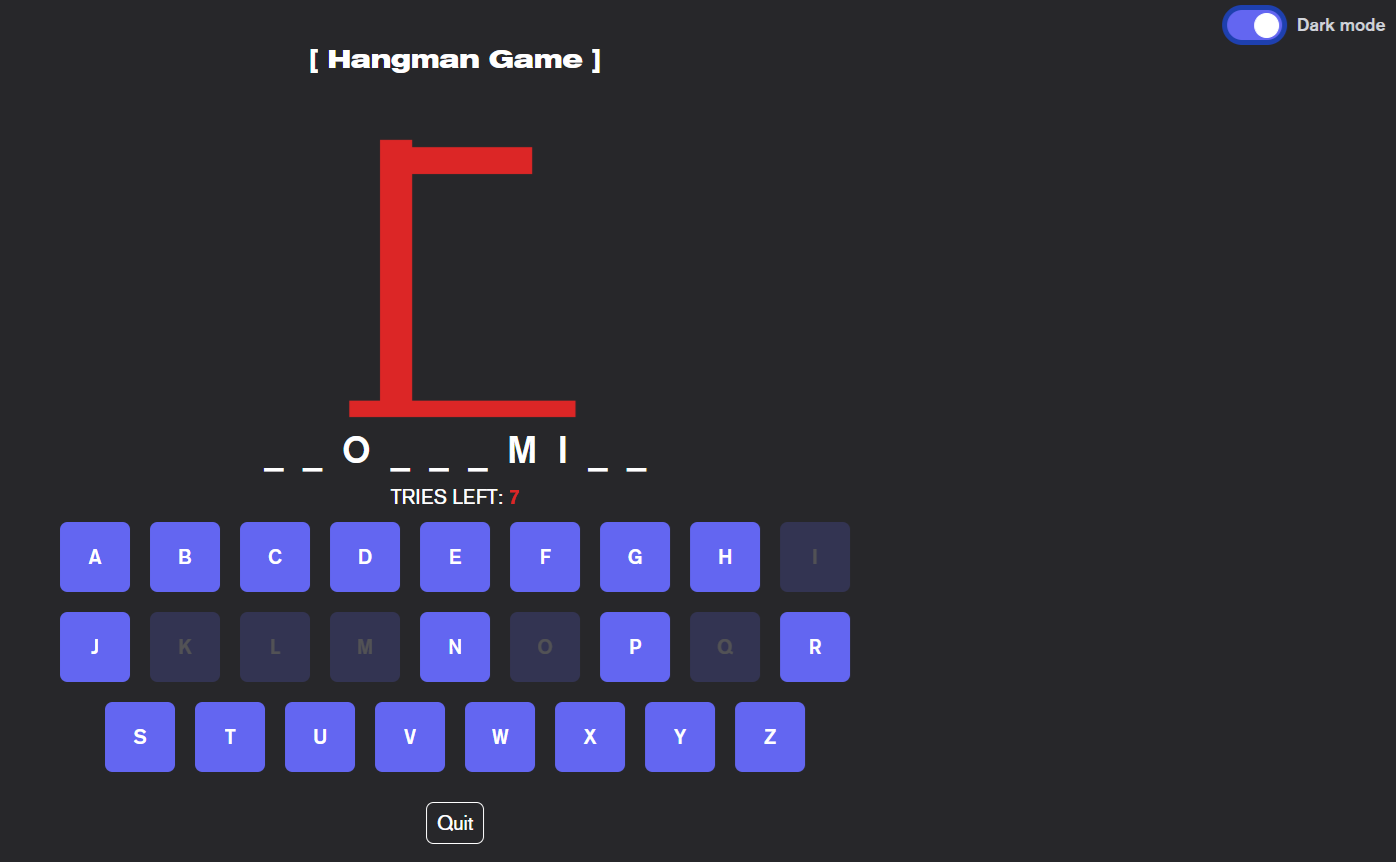 Dark mode
[ Hangman Game ]
_ _ O _ _ _ M I _ _
TRIES LEFT: 7
A B C D E F G H I
J K L M N O P Q R
S T U V W X Y Z
Quit